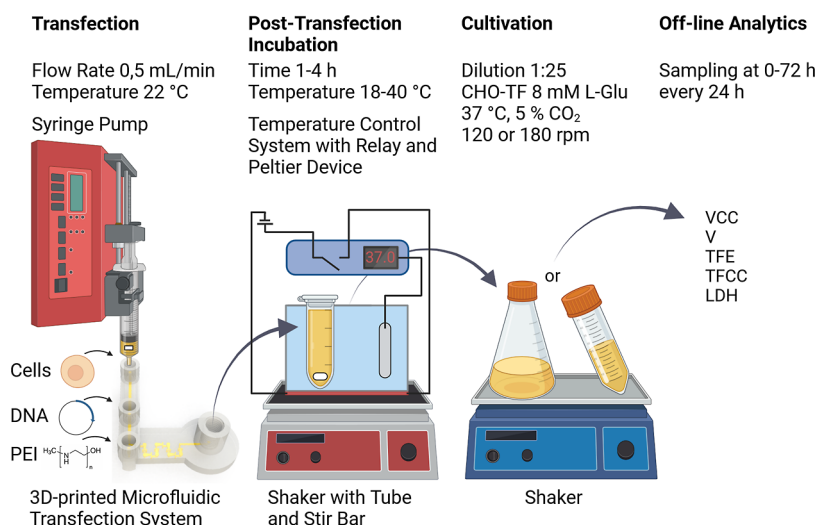 Transfection
Flow Rate 0,5 mL/min
Temperature 22 °C
Syringe Pump
Cells
DNA
PEI
H₃C
N
H
OH
n
3D-printed Microfluidic
Transfection System
Post-Transfection
Incubation
Time 1-4 h
Temperature 18-40 °C
Temperature Control
System with Relay and
Peltier Device
37.0
Shaker with Tube
and Stir Bar
Cultivation
Dilution 1:25
CHO-TF 8 mM L-Glu
37 °C, 5 % CO₂
120 or 180 rpm
or
Shaker
Off-line Analytics
Sampling at 0-72 h
every 24 h
VCC
V
TFE
TFCC
LDH